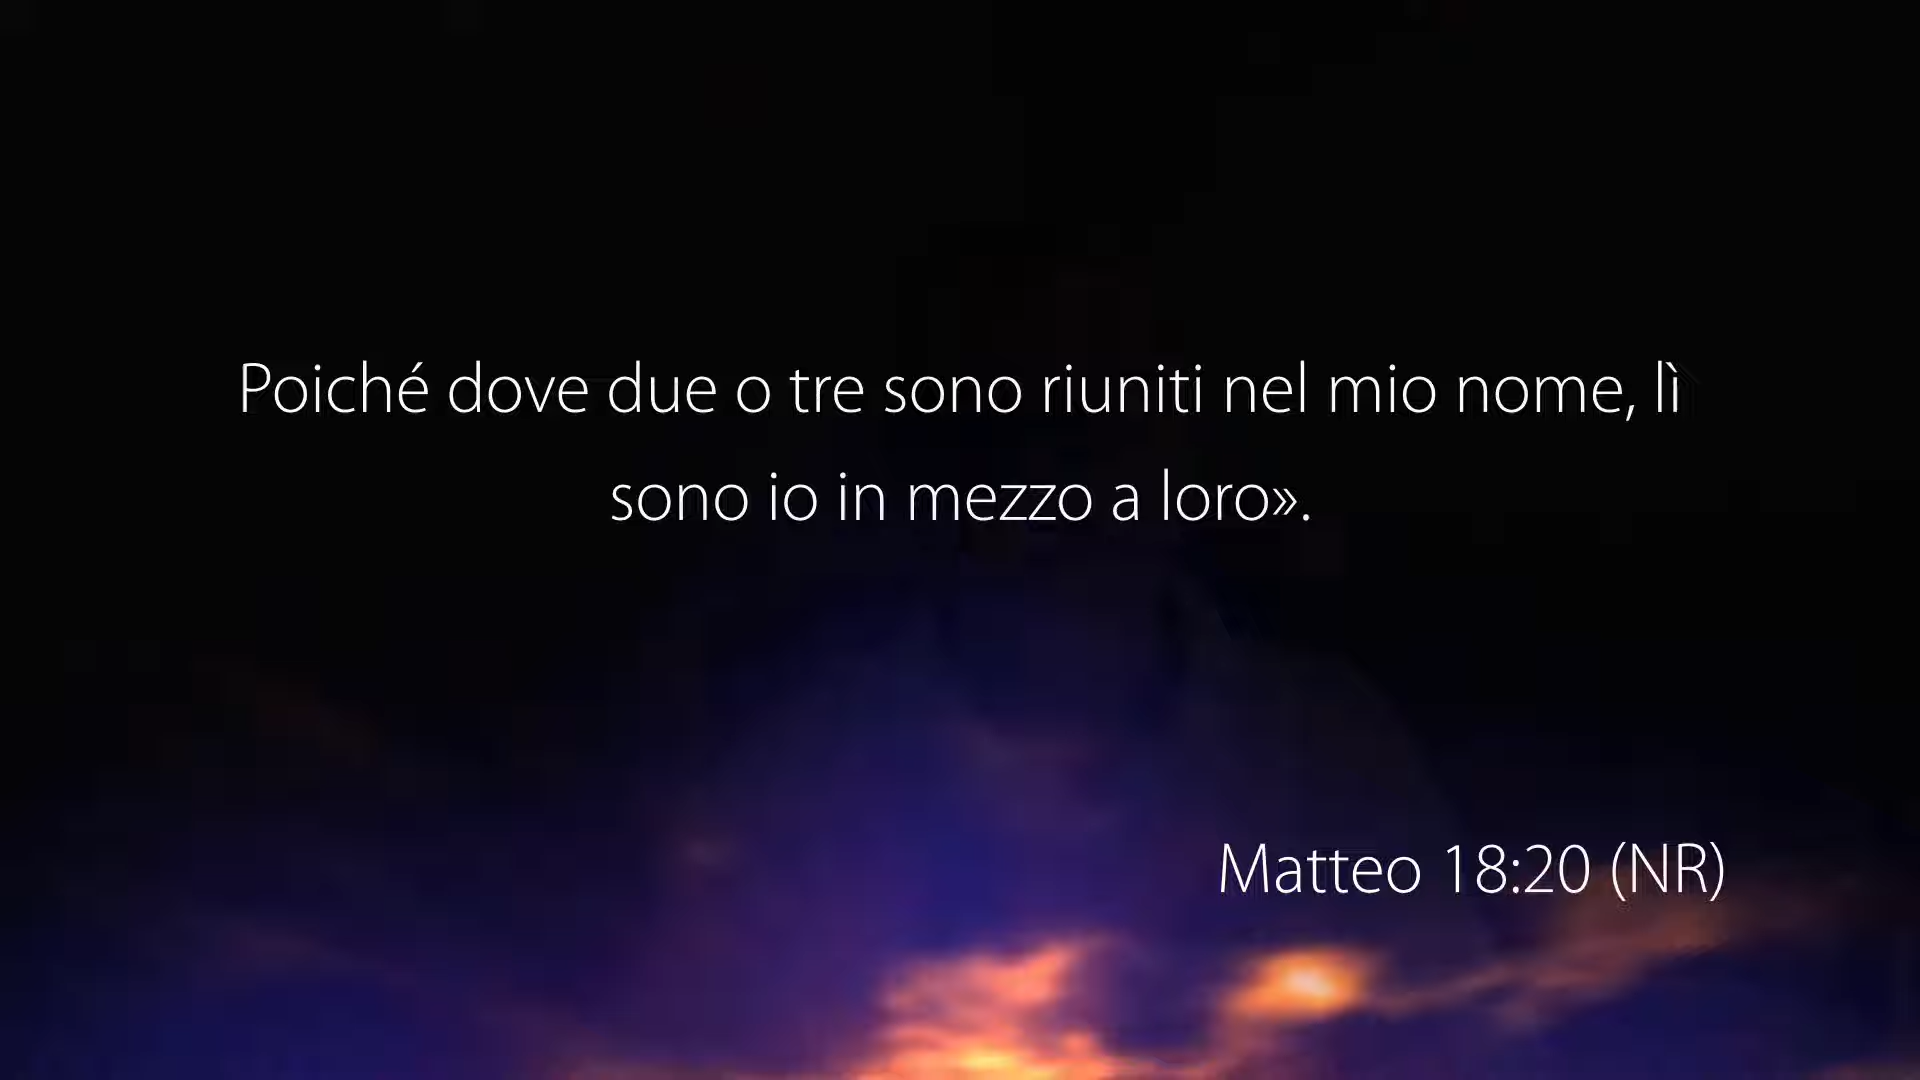 Poiché dove due o tre sono riuniti nel mio nome, lì
sono io in mezzo a loro».
Matteo 18:20 (NR)